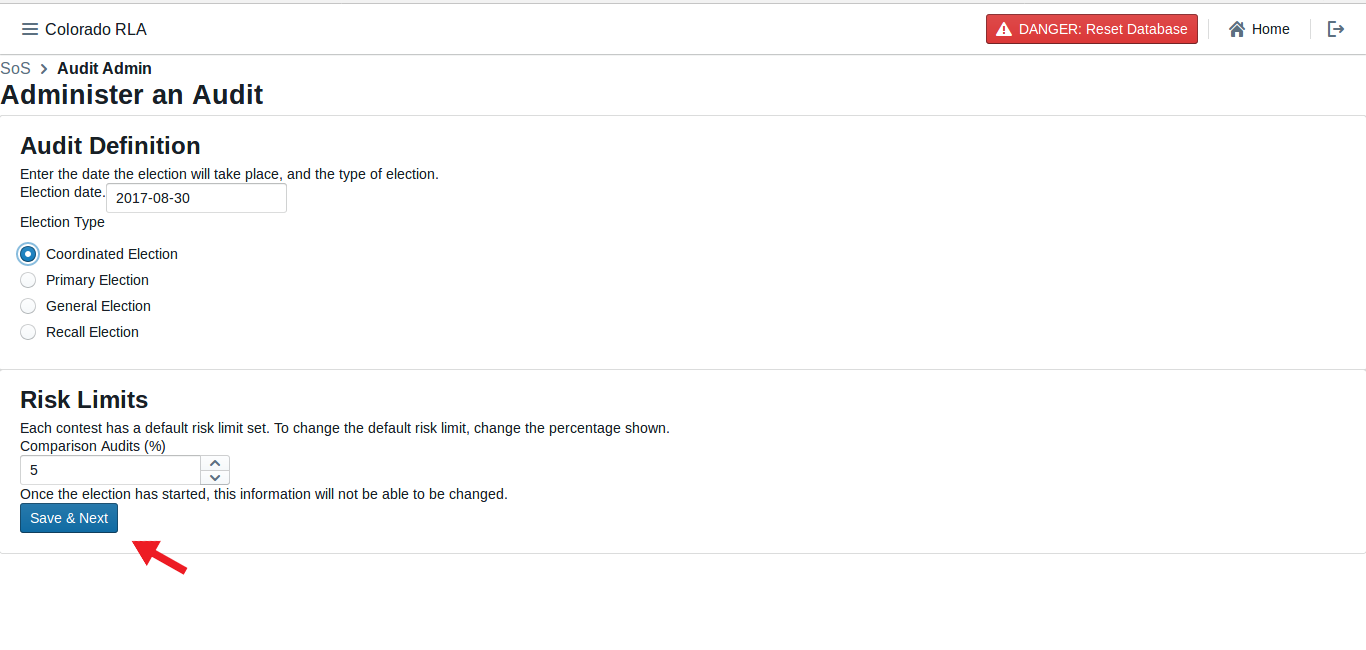 Colorado RLA
DANGER: Reset Database
Home
SoS > Audit Admin
Administer an Audit
Audit Definition
Enter the date the election will take place, and the type of election.
Election date. 2017-08-30
Election Type
Coordinated Election
Primary Election
General Election
Recall Election
Risk Limits
Each contest has a default risk limit set. To change the default risk limit, change the percentage shown.
Comparison Audits (%)
5
Once the election has started, this information will not be able to be changed.
Save & Next